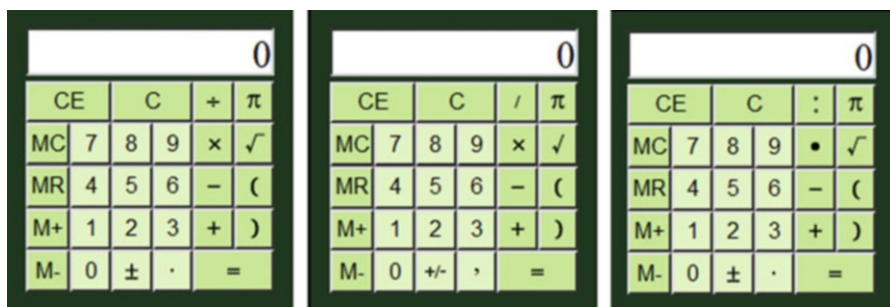 0
CE C ÷ π
MC 7 8 9 × √
MR 4 5 6 − (
M+ 1 2 3 + )
M- 0 ± · =
0
CE C / π
MC 7 8 9 × √
MR 4 5 6 − (
M+ 1 2 3 + )
M- 0 +/- , =
0
CE C : π
MC 7 8 9 • √
MR 4 5 6 − (
M+ 1 2 3 + )
M- 0 ± · =